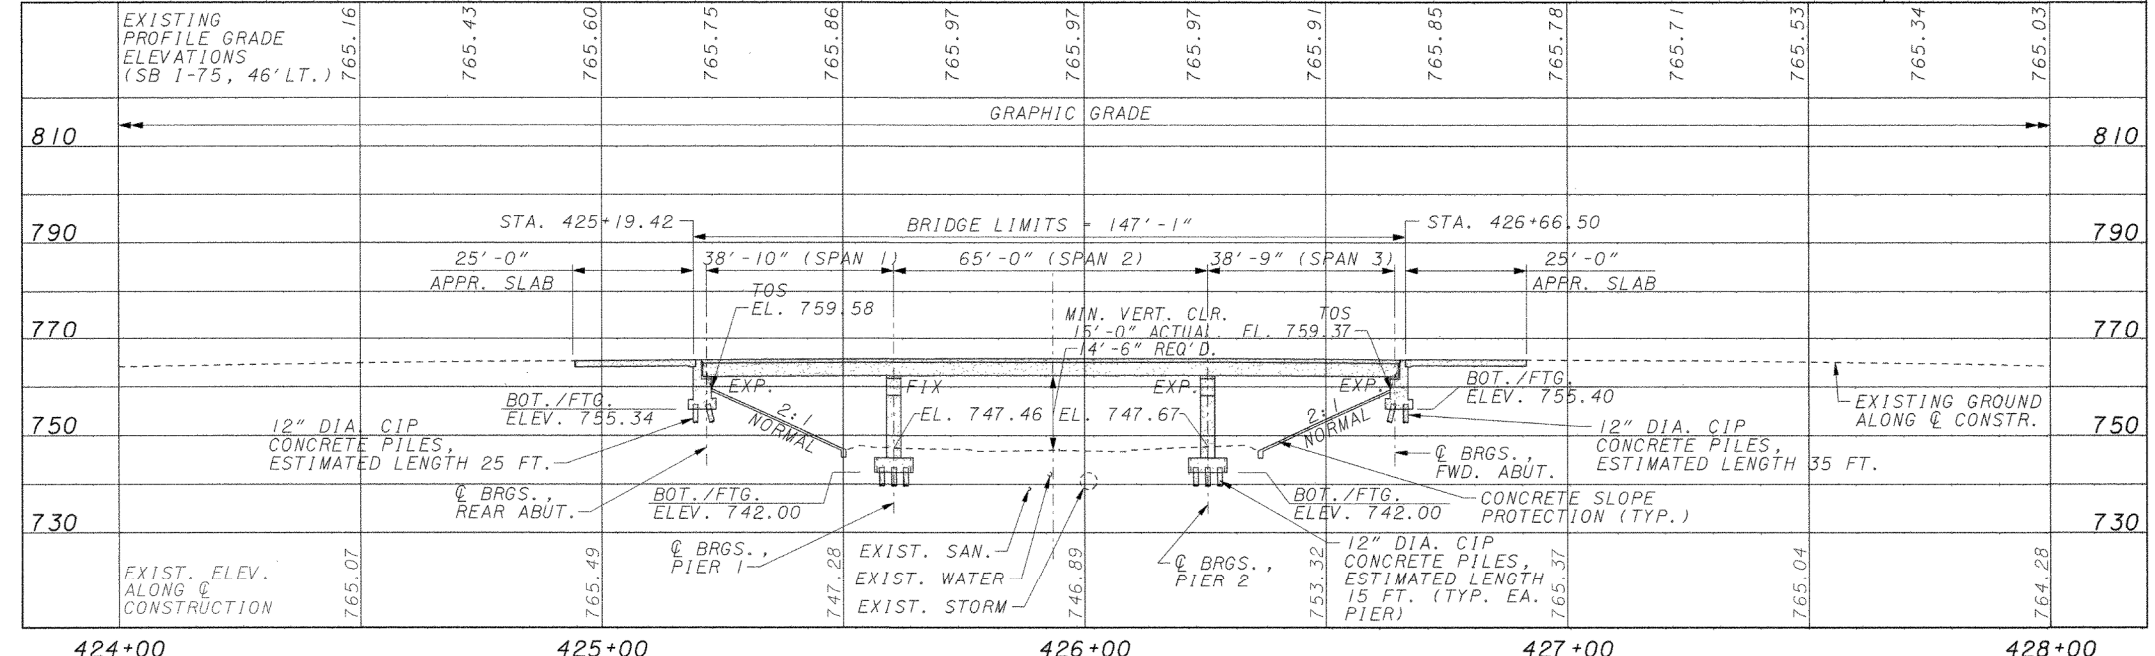 EXISTING
PROFILE GRADE
ELEVATIONS
(SB I-75, 46' LT.)
765.16
765.43
765.60
765.75
765.86
765.97
765.97
765.97
765.91
765.85
765.78
765.71
765.53
765.34
765.03
GRAPHIC GRADE
810
810
STA. 425+19.42
BRIDGE LIMITS = 147'-1"
STA. 426+66.50
790
790
25'-0"
APPR. SLAB
38'-10" (SPAN 1)
65'-0" (SPAN 2)
38'-9" (SPAN 3)
25'-0"
APPR. SLAB
TOS
EL. 759.58
MIN. VERT. CLR.
15'-0" ACTUAL
14'-6" REQ'D.
TOS
EL. 759.37
770
770
EXP.
FIX
EXP.
EXP.
BOT./FTG.
ELEV. 755.34
2:1
NORMAL
EL. 747.46
EL. 747.67
2:1
NORMAL
BOT./FTG.
ELEV. 755.40
EXISTING GROUND
ALONG ℄ CONSTR.
750
750
12" DIA. CIP
CONCRETE PILES,
ESTIMATED LENGTH 25 FT.
12" DIA. CIP
CONCRETE PILES,
ESTIMATED LENGTH 35 FT.
℄ BRGS.,
REAR ABUT.
BOT./FTG.
ELEV. 742.00
℄ BRGS.,
FWD. ABUT.
BOT./FTG.
ELEV. 742.00
CONCRETE SLOPE
PROTECTION (TYP.)
730
730
℄ BRGS.,
PIER 1
EXIST. SAN.
EXIST. WATER
EXIST. STORM
℄ BRGS.,
PIER 2
12" DIA. CIP
CONCRETE PILES,
ESTIMATED LENGTH
15 FT. (TYP. EA.
PIER)
EXIST. ELEV.
ALONG ℄
CONSTRUCTION
765.07
765.49
747.28
746.89
753.32
765.37
765.04
764.28
424+00
425+00
426+00
427+00
428+00